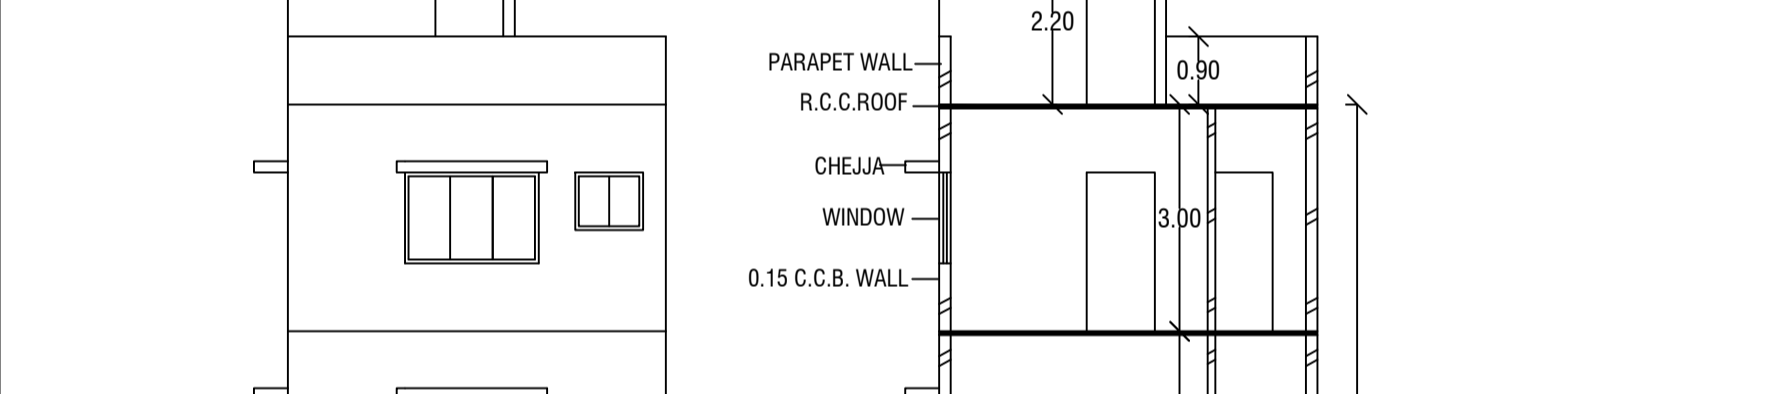 2.20
PARAPET WALL
0.90
R.C.C.ROOF
CHEJJA
WINDOW
3.00
0.15 C.C.B. WALL